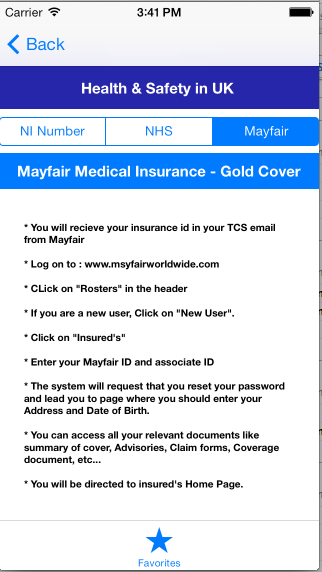 Carrier 3:41 PM
Back
Health & Safety in UK
NI Number NHS Mayfair
Mayfair Medical Insurance - Gold Cover
* You will recieve your insurance id in your TCS email
from Mayfair
* Log on to : www.msyfairworldwide.com
* CLick on "Rosters" in the header
* If you are a new user, Click on "New User".
* Click on "Insured's"
* Enter your Mayfair ID and associate ID
* The system will request that you reset your password
and lead you to page where you should enter your
Address and Date of Birth.
* You can access all your relevant documents like
summary of cover, Advisories, Claim forms, Coverage
document, etc...
* You will be directed to insured's Home Page.
Favorites